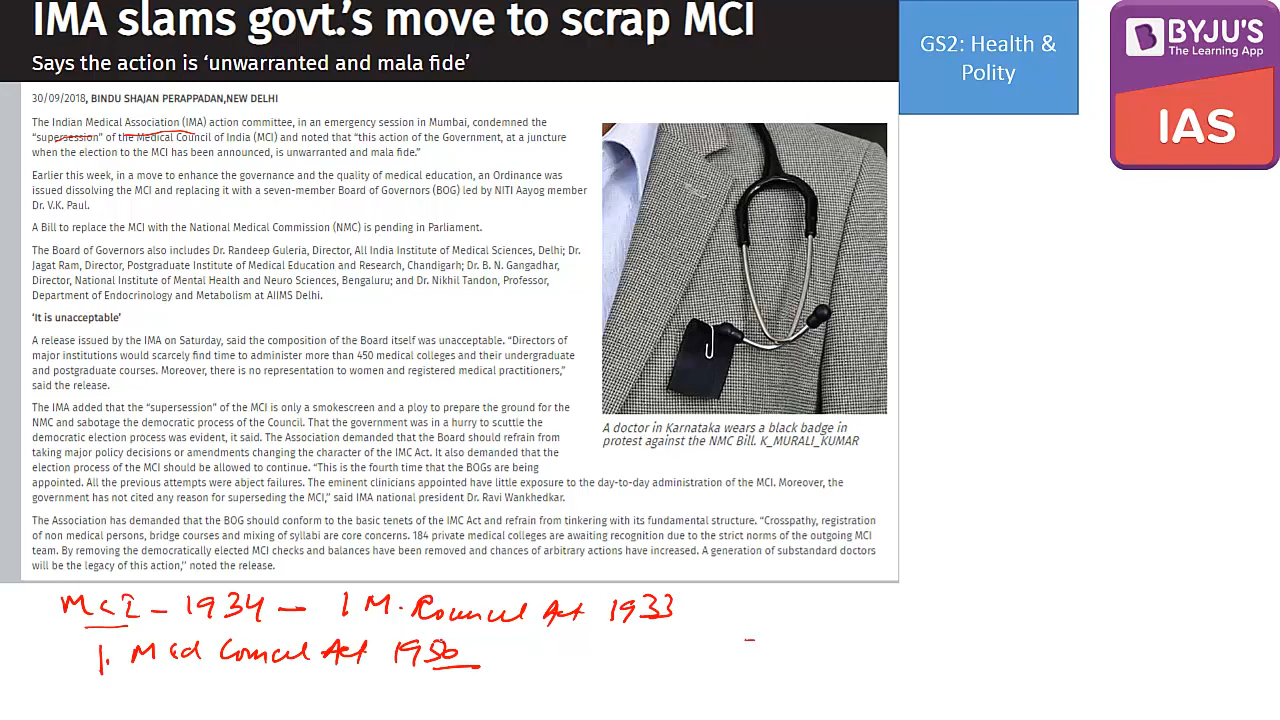 IMA slams govt.'s move to scrap MCI
Says the action is 'unwarranted and mala fide'
30/09/2018, BINDU SHAJAN PERAPPADAN,NEW DELHI
The Indian Medical Association (IMA) action committee, in an emergency session in Mumbai, condemned the
"supersession" of the Medical Council of India (MCI) and noted that "this action of the Government, at a juncture
when the election to the MCI has been announced, is unwarranted and mala fide."
Earlier this week, in a move to enhance the governance and the quality of medical education, an Ordinance was
issued dissolving the MCI and replacing it with a seven-member Board of Governors (BOG) led by NITI Aayog member
Dr. V.K. Paul.
A Bill to replace the MCI with the National Medical Commission (NMC) is pending in Parliament.
The Board of Governors also includes Dr. Randeep Guleria, Director, All India Institute of Medical Sciences, Delhi; Dr.
Jagat Ram, Director, Postgraduate Institute of Medical Education and Research, Chandigarh; Dr. B. N. Gangadhar,
Director, National Institute of Mental Health and Neuro Sciences, Bengaluru; and Dr. Nikhil Tandon, Professor,
Department of Endocrinology and Metabolism at AIIMS Delhi.
'It is unacceptable'
A release issued by the IMA on Saturday, said the composition of the Board itself was unacceptable. "Directors of
major institutions would scarcely find time to administer more than 450 medical colleges and their undergraduate
and postgraduate courses. Moreover, there is no representation to women and registered medical practitioners,"
said the release.
The IMA added that the "supersession" of the MCI is only a smokescreen and a ploy to prepare the ground for the
NMC and sabotage the democratic process of the Council. That the government was in a hurry to scuttle the
democratic election process was evident, it said. The Association demanded that the Board should refrain from
taking major policy decisions or amendments changing the character of the IMC Act. It also demanded that the
election process of the MCI should be allowed to continue. "This is the fourth time that the BOGs are being
appointed. All the previous attempts were abject failures. The eminent clinicians appointed have little exposure to the day-to-day administration of the MCI. Moreover, the
government has not cited any reason for superseding the MCI," said IMA national president Dr. Ravi Wankhedkar.
The Association has demanded that the BOG should conform to the basic tenets of the IMC Act and refrain from tinkering with its fundamental structure. "Crosspathy, registration
of non medical persons, bridge courses and mixing of syllabi are core concerns. 184 private medical colleges are awaiting recognition due to the strict norms of the outgoing MCI
team. By removing the democratically elected MCI checks and balances have been removed and chances of arbitrary actions have increased. A generation of substandard doctors
will be the legacy of this action," noted the release.
A doctor in Karnataka wears a black badge in
protest against the NMC Bill. K_MURALI_KUMAR
GS2: Health &
Polity
BYJU'S
The Learning App
IAS
MCI – 1934 – I M. Council Act 1933
I. Med Council Act 1956